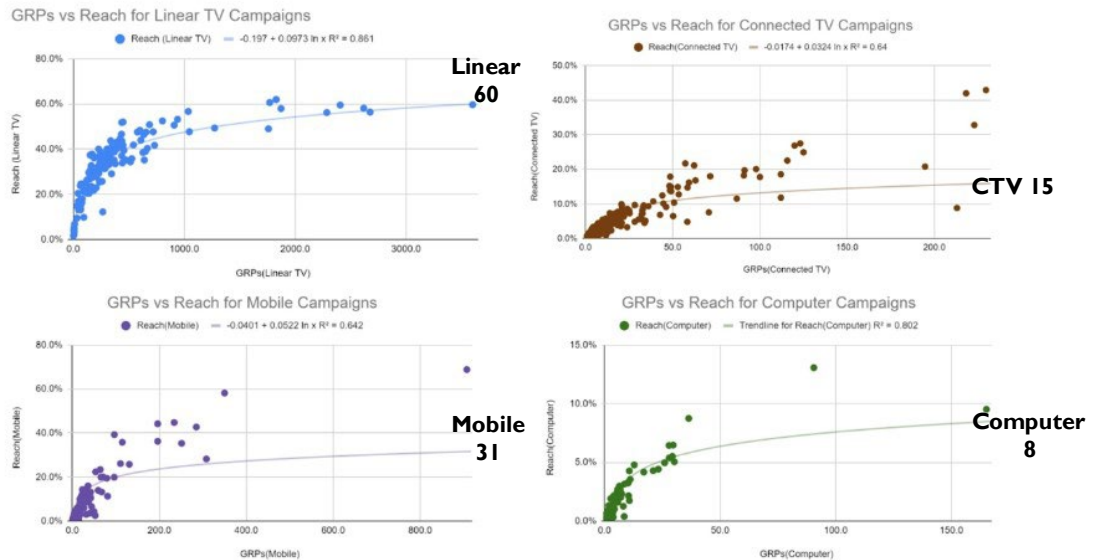 GRPs vs Reach for Linear TV Campaigns
Reach (Linear TV) -0.197 + 0.0973 ln x R² = 0.861
80.0%
60.0%
40.0%
20.0%
0.0%
Reach (Linear TV)
0.0 1000.0 2000.0 3000.0
GRPs(Linear TV)
Linear
60
GRPs vs Reach for Connected TV Campaigns
Reach(Connected TV) -0.0174 + 0.0324 ln x R² = 0.64
50.0%
40.0%
30.0%
20.0%
10.0%
0.0%
Reach(Connected TV)
0.0 50.0 100.0 150.0 200.0
GRPs(Connected TV)
CTV 15
GRPs vs Reach for Mobile Campaigns
Reach(Mobile) -0.0401 + 0.0522 ln x R² = 0.642
80.0%
60.0%
40.0%
20.0%
0.0%
Reach(Mobile)
0.0 200.0 400.0 600.0 800.0
GRPs(Mobile)
Mobile
31
GRPs vs Reach for Computer Campaigns
Reach(Computer) Trendline for Reach(Computer) R² = 0.802
15.0%
10.0%
5.0%
0.0%
Reach(Computer)
0.0 50.0 100.0 150.0
GRPs(Computer)
Computer
8